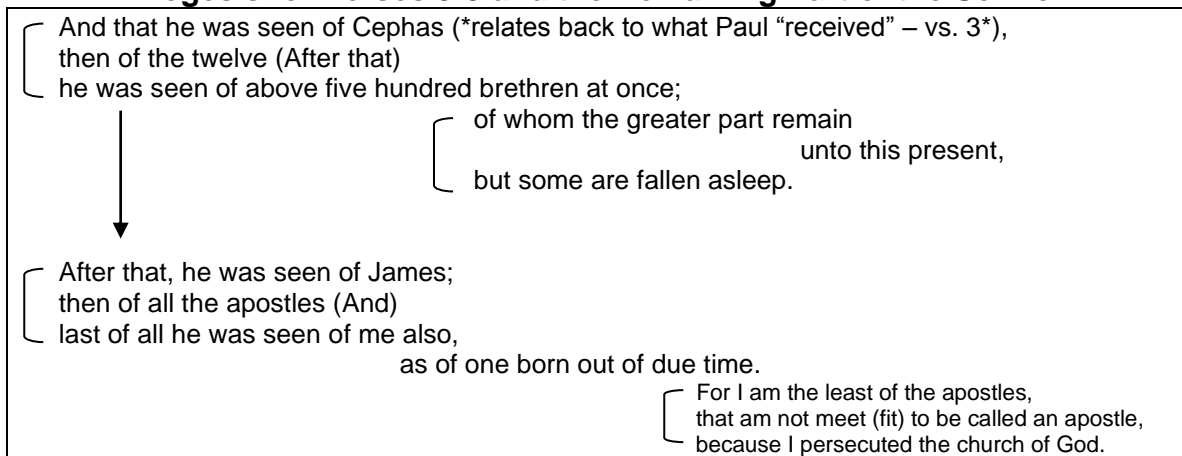 And that he was seen of Cephas (*relates back to what Paul “received” – vs. 3*),
then of the twelve (After that)
he was seen of above five hundred brethren at once;
of whom the greater part remain
unto this present,
but some are fallen asleep.
After that, he was seen of James;
then of all the apostles (And)
last of all he was seen of me also,
as of one born out of due time.
For I am the least of the apostles,
that am not meet (fit) to be called an apostle,
because I persecuted the church of God.